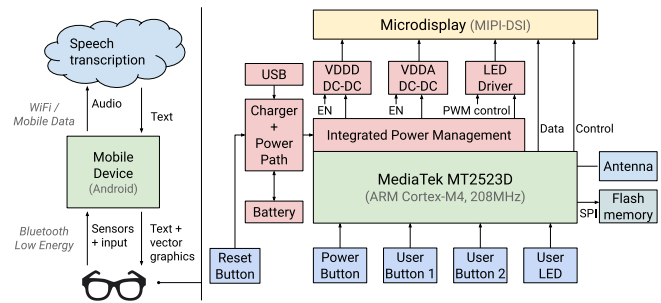 Speech
transcription
WiFi /
Mobile Data
Audio
Text
Mobile
Device
(Android)
Bluetooth
Low Energy
Sensors
+ input
Text +
vector
graphics
Microdisplay (MIPI-DSI)
USB
VDDD
DC-DC
VDDA
DC-DC
LED
Driver
Charger
+
Power
Path
EN
EN
PWM control
Integrated Power Management
Data
Control
MediaTek MT2523D
(ARM Cortex-M4, 208MHz)
Antenna
Flash
memory
SPI
Battery
Reset
Button
Power
Button
User
Button 1
User
Button 2
User
LED